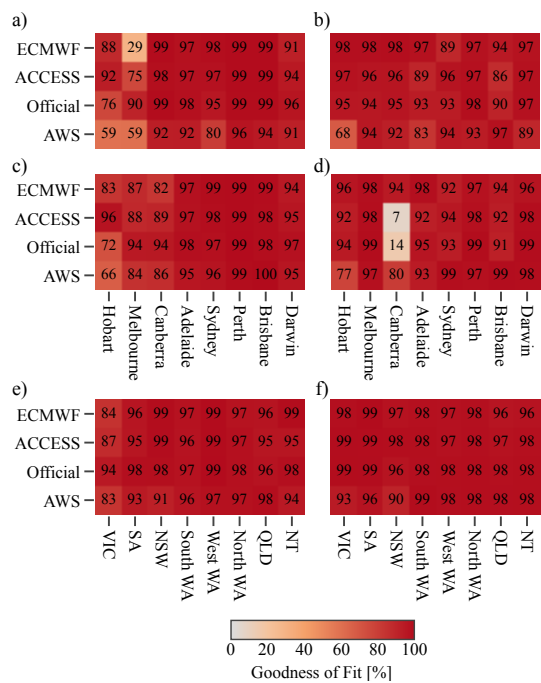 a) b)
ECMWF 88 29 99 97 98 99 99 91 98 98 98 97 89 97 94 97
ACCESS 92 75 98 97 97 99 99 94 97 96 96 89 96 97 86 97
Official 76 90 99 98 95 99 99 96 95 94 95 93 93 98 90 97
AWS 59 59 92 92 80 96 94 91 68 94 92 83 94 93 97 89
c) d)
ECMWF 83 87 82 97 99 99 99 94 96 98 94 98 92 97 94 96
ACCESS 96 88 89 97 98 99 98 95 92 98 7 92 94 98 92 98
Official 72 94 94 98 97 99 98 97 94 99 14 95 93 99 91 99
AWS 66 84 86 95 96 99 100 95 77 97 80 93 99 97 99 98
Hobart Melbourne Canberra Adelaide Sydney Perth Brisbane Darwin Hobart Melbourne Canberra Adelaide Sydney Perth Brisbane Darwin
e) f)
ECMWF 84 96 99 97 99 97 96 99 98 99 97 98 97 98 96 96
ACCESS 87 95 99 96 99 97 95 95 99 99 98 98 97 98 97 98
Official 94 98 98 97 99 98 96 98 99 99 96 98 98 98 98 98
AWS 83 93 91 96 97 97 98 94 93 96 90 99 98 98 98 98
VIC SA NSW South WA West WA North WA QLD NT VIC SA NSW South WA West WA North WA QLD NT
0 20 40 60 80 100
Goodness of Fit [%]